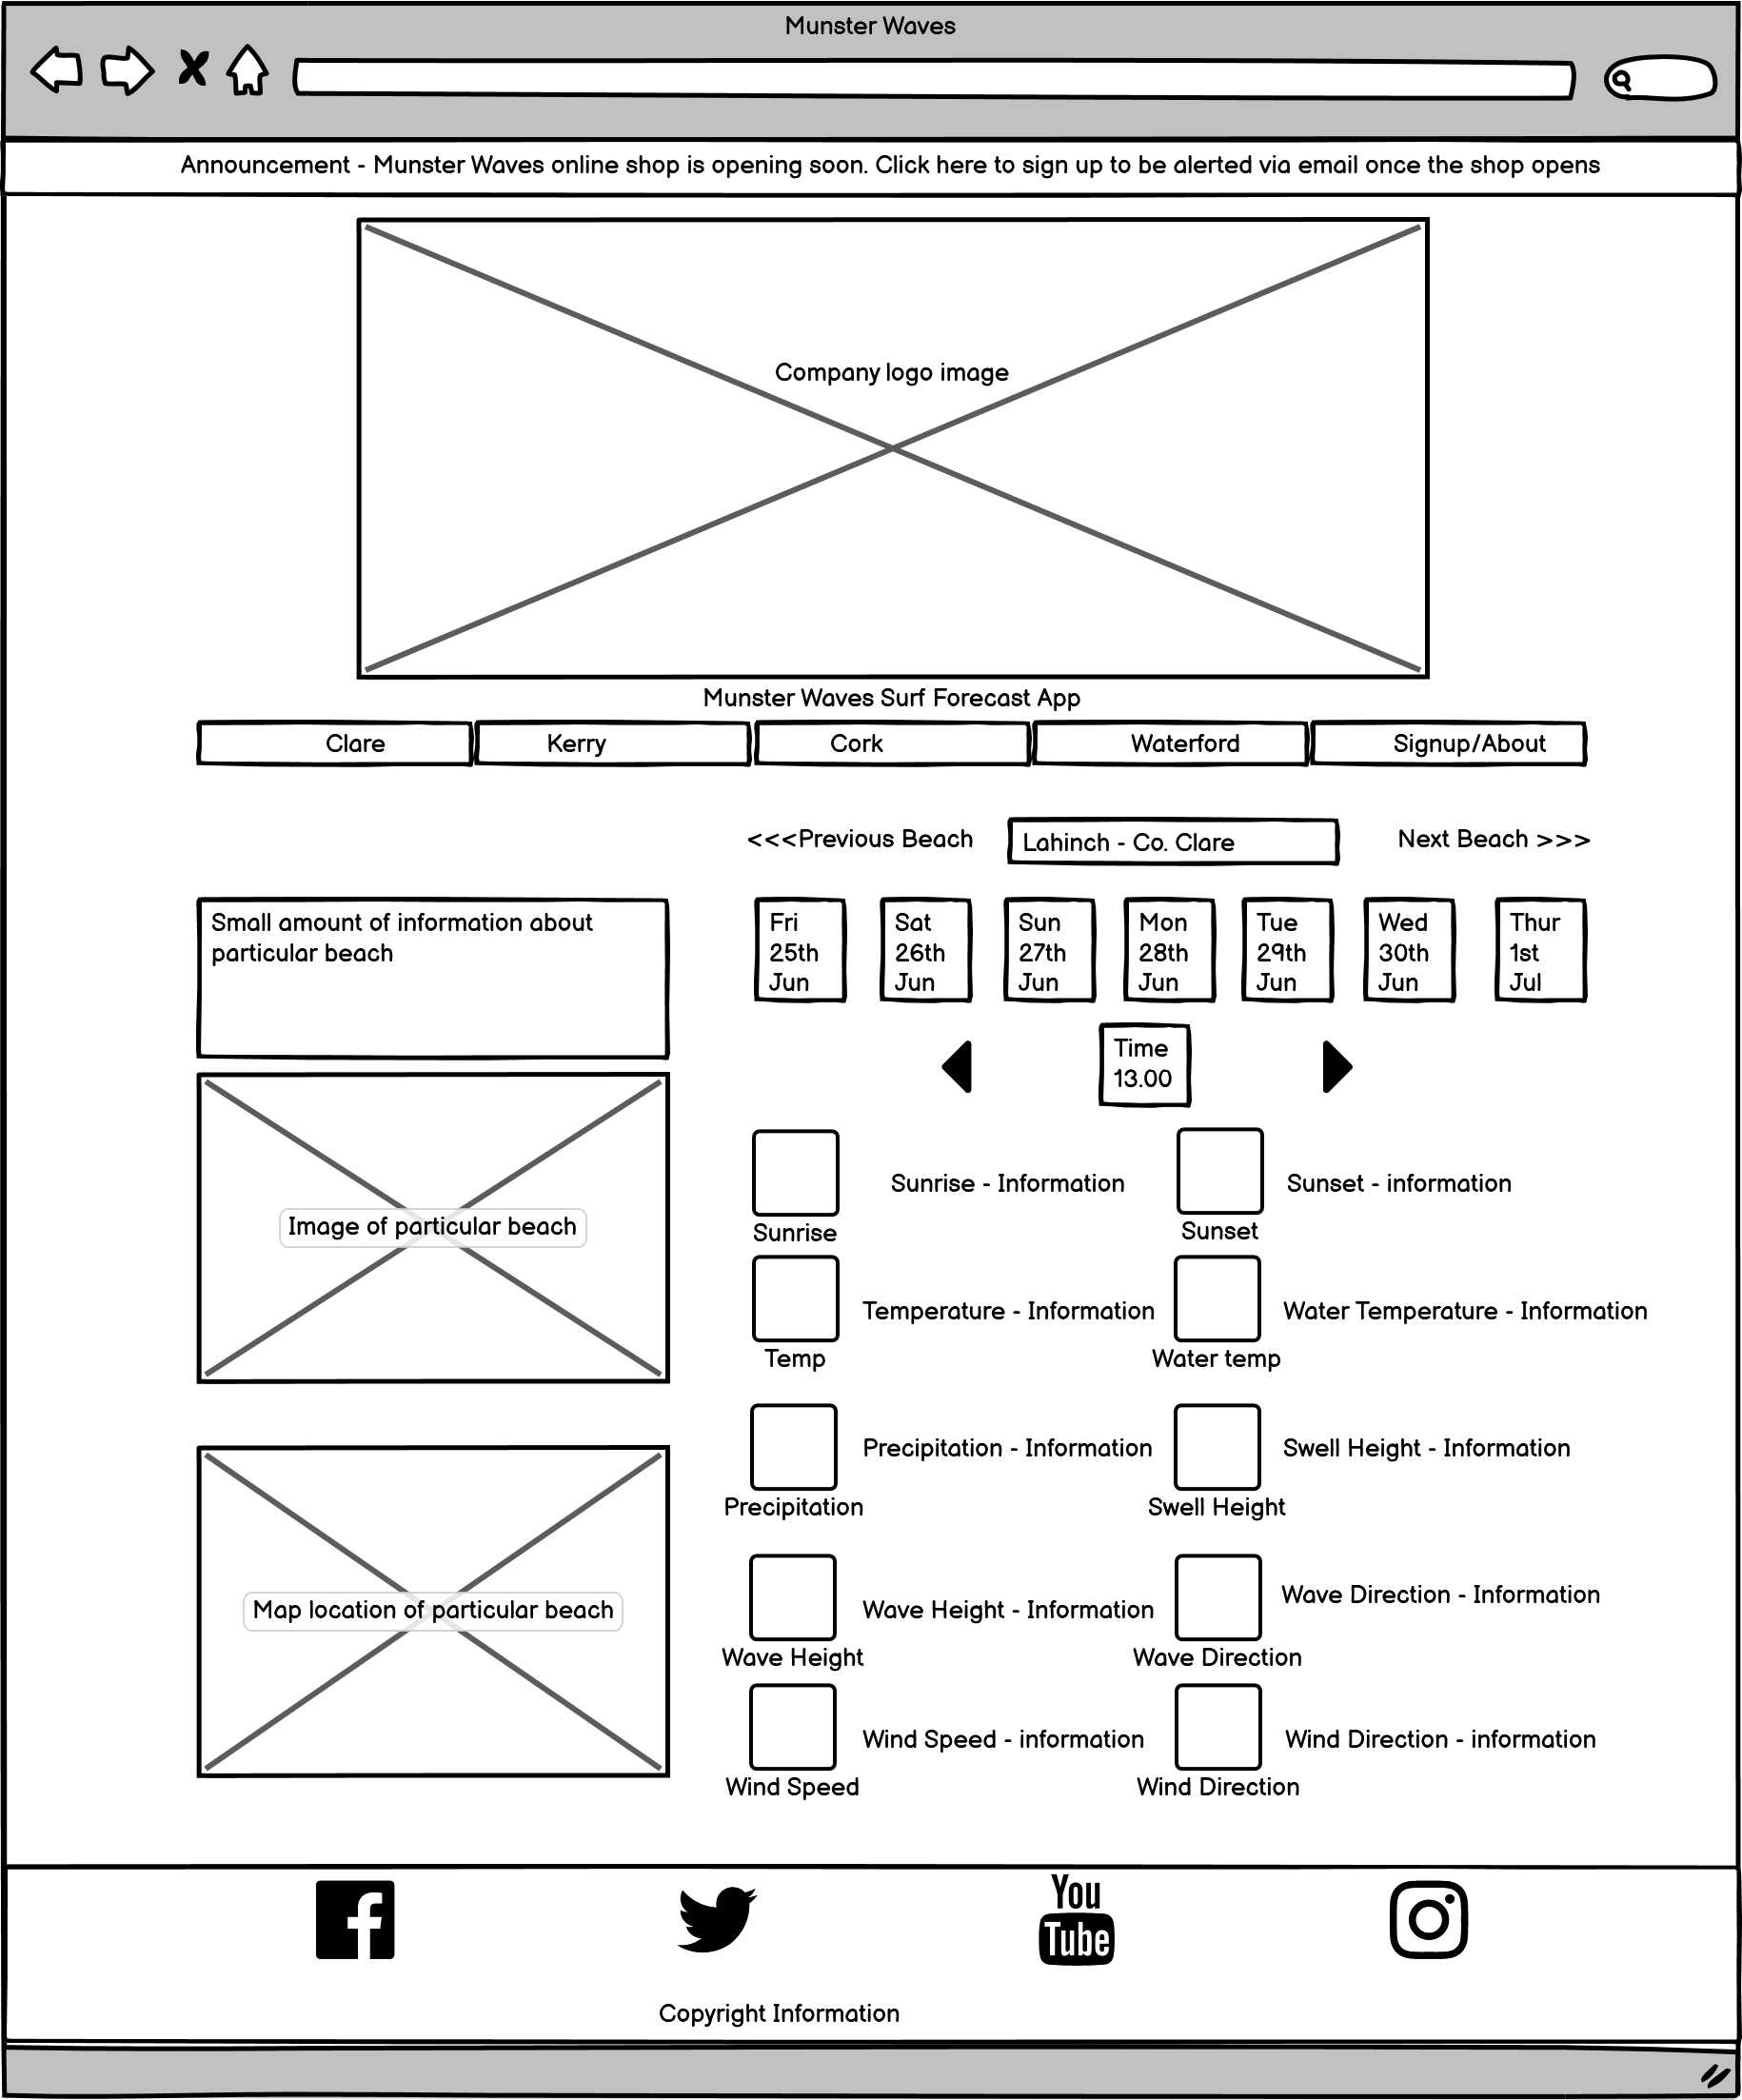 Munster Waves
Announcement - Munster Waves online shop is opening soon. Click here to sign up to be alerted via email once the shop opens
Company logo image
Munster Waves Surf Forecast App
Clare
Kerry
Cork
Waterford
Signup/About
<<<Previous Beach
Lahinch - Co. Clare
Next Beach >>>
Small amount of information about
particular beach
Fri
25th
Jun
Sat
26th
Jun
Sun
27th
Jun
Mon
28th
Jun
Tue
29th
Jun
Wed
30th
Jun
Thur
1st
Jul
Time
13.00
Image of particular beach
Map location of particular beach
Sunrise - Information
Sunrise
Sunset - information
Sunset
Temperature - Information
Temp
Water Temperature - Information
Water temp
Precipitation - Information
Precipitation
Swell Height - Information
Swell Height
Wave Height - Information
Wave Height
Wave Direction - Information
Wave Direction
Wind Speed - information
Wind Speed
Wind Direction - information
Wind Direction
You
Tube
Copyright Information